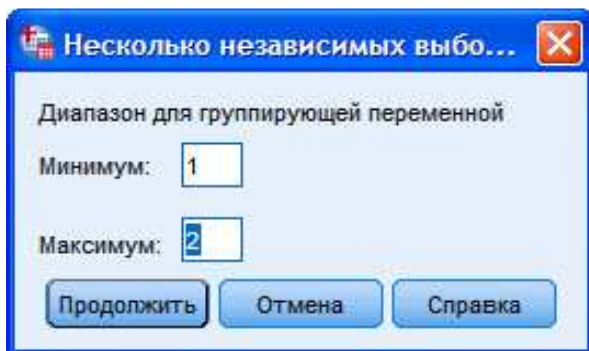 Несколько независимых выбо...
Диапазон для группирующей переменной
Минимум: 1
Максимум: 2
Продолжить Отмена Справка